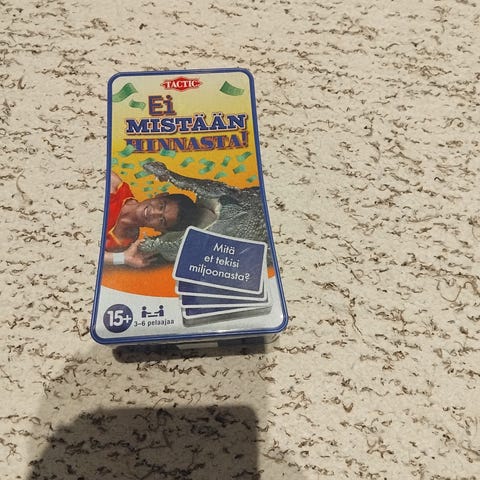 TACTIC
Ei
MISTÄÄN
HINNASTA!
Mitä
et tekisi
miljoonasta?
15+
3-6 pelaajaa